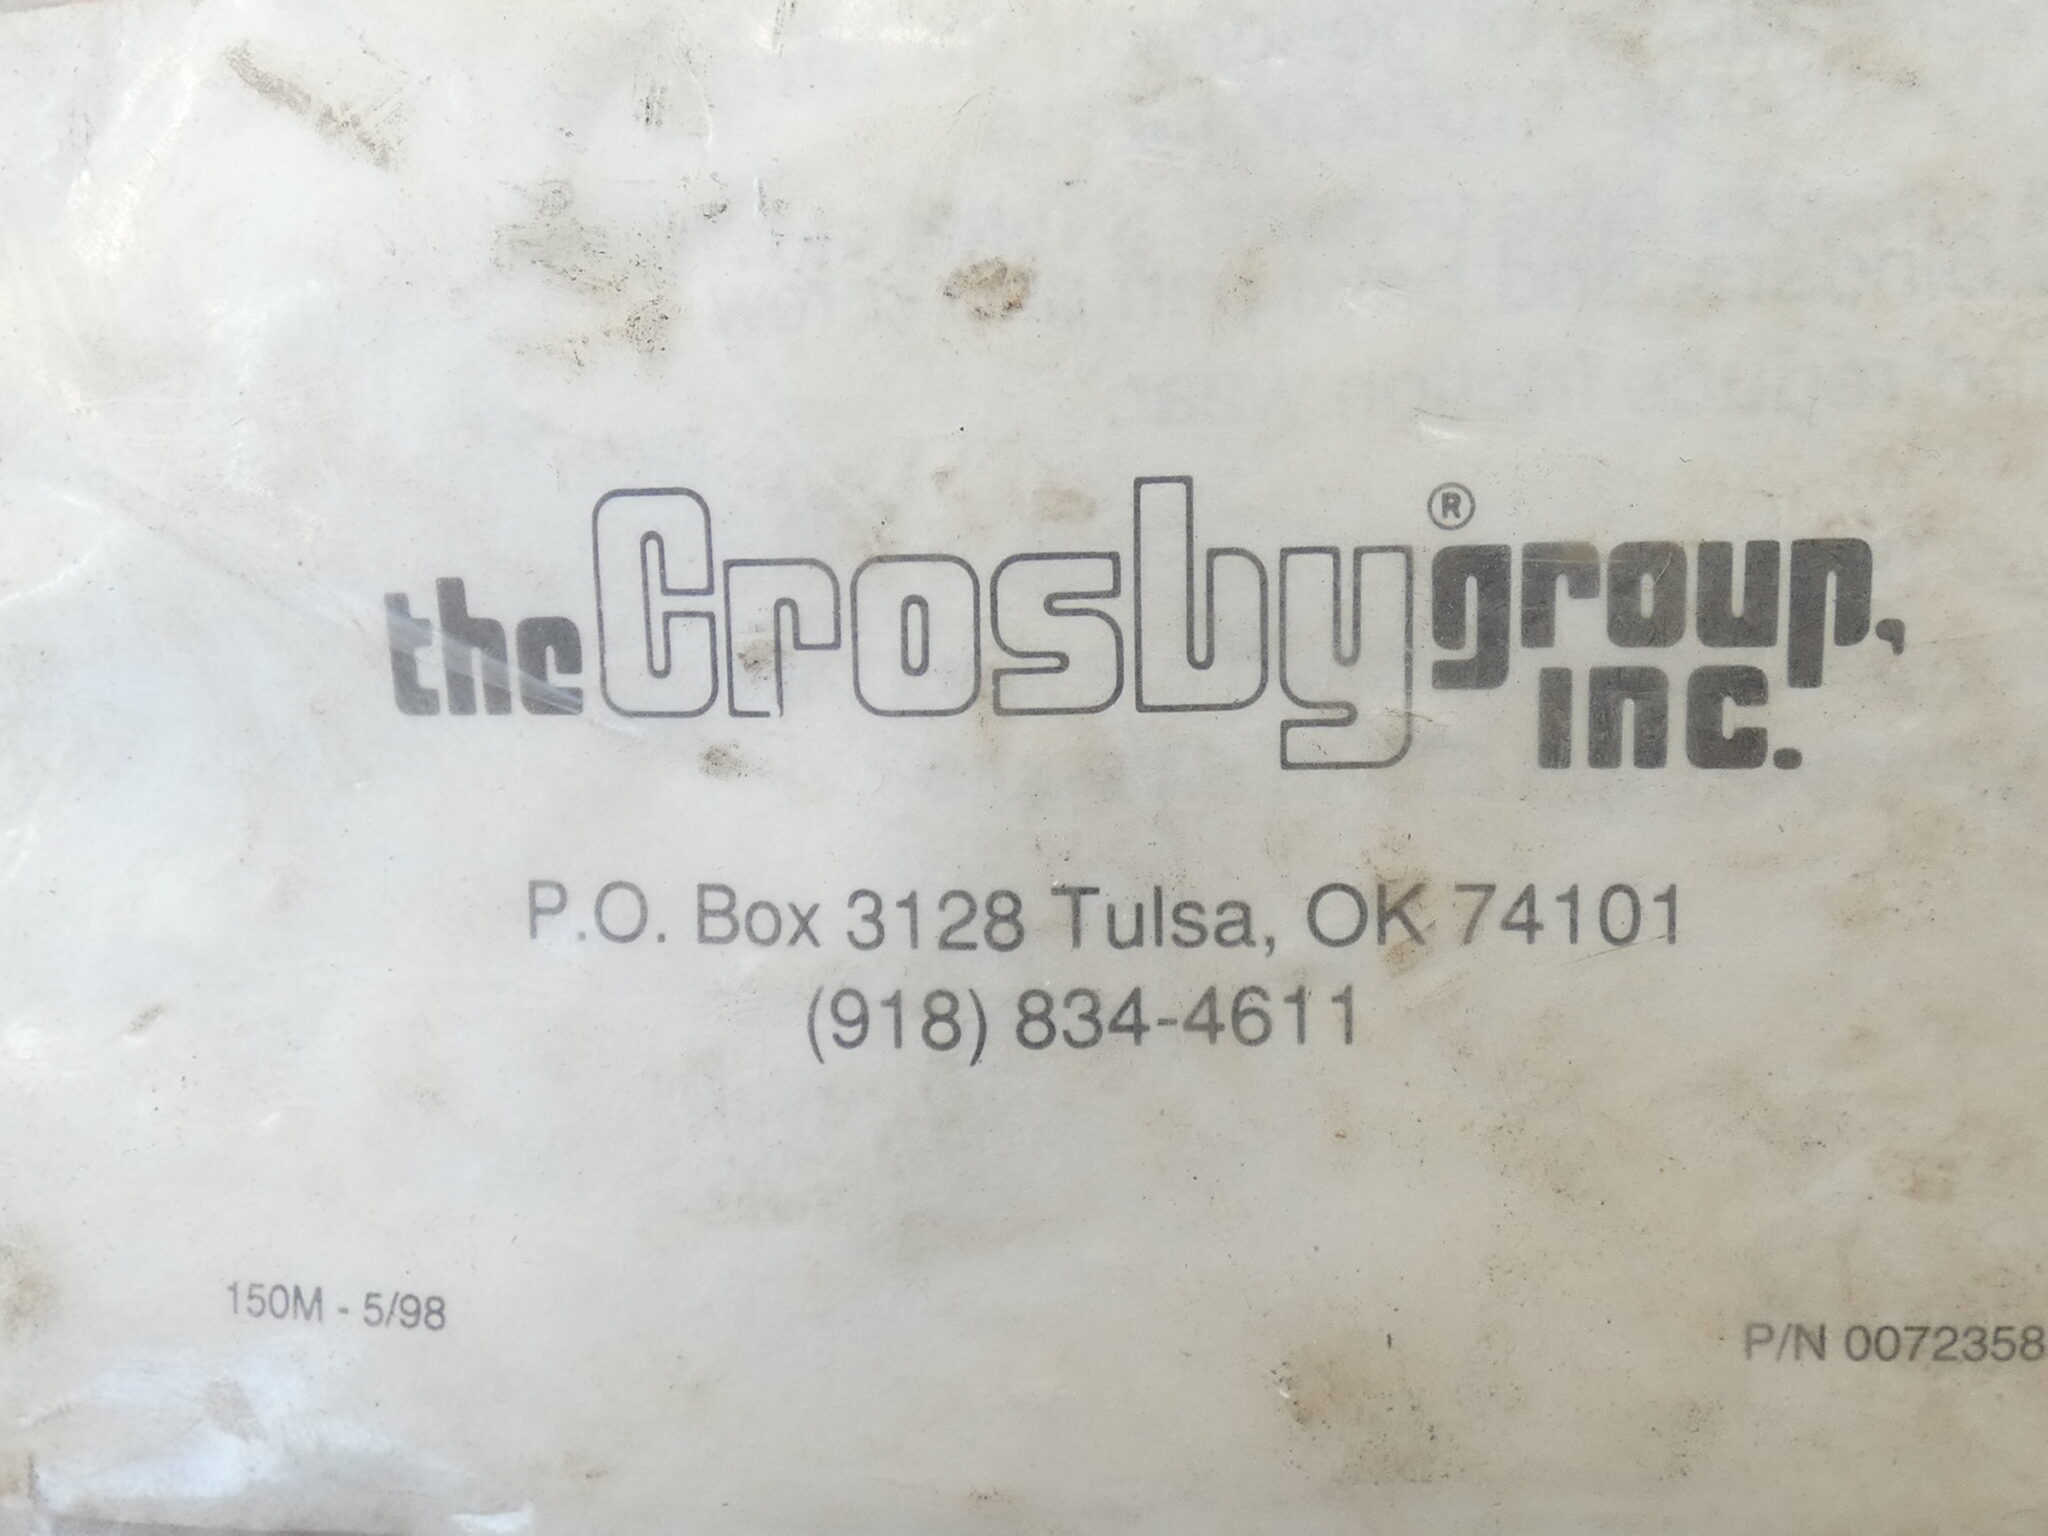 the Crosby® group, inc.
P.O. Box 3128 Tulsa, OK 74101
(918) 834-4611
150M - 5/98
P/N 0072358